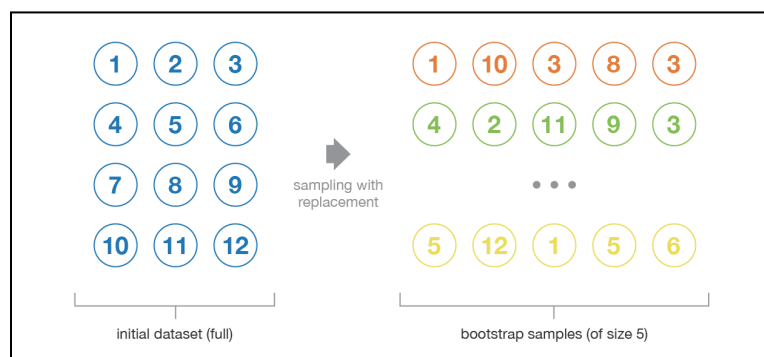 1 2 3
4 5 6
7 8 9
10 11 12
initial dataset (full)
sampling with
replacement
1 10 3 8 3
4 2 11 9 3
5 12 1 5 6
bootstrap samples (of size 5)